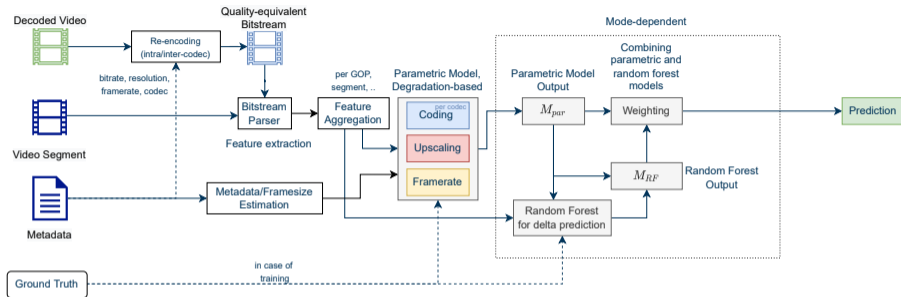 Decoded Video
Quality-equivalent
Bitstream
Re-encoding
(intra/inter-codec)
bitrate, resolution,
framerate, codec
Bitstream
Parser
Feature extraction
per GOP,
segment, ..
Feature
Aggregation
Parametric Model,
Degradation-based
per codec
Coding
Upscaling
Framerate
Mode-dependent
Parametric Model
Output
M_par
Combining
parametric and
random forest
models
Weighting
Prediction
M_RF
Random Forest
Output
Random Forest
for delta prediction
Video Segment
Metadata/Framesize
Estimation
Metadata
in case of
training
Ground Truth